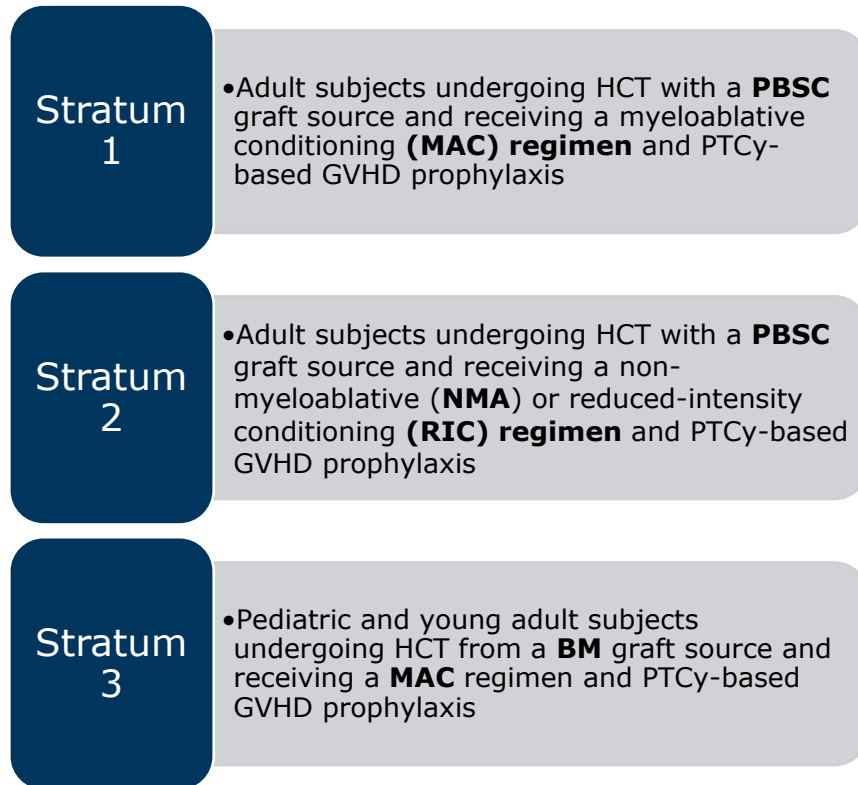 Stratum
1
•Adult subjects undergoing HCT with a PBSC
graft source and receiving a myeloablative
conditioning (MAC) regimen and PTCy-
based GVHD prophylaxis
Stratum
2
•Adult subjects undergoing HCT with a PBSC
graft source and receiving a non-
myeloablative (NMA) or reduced-intensity
conditioning (RIC) regimen and PTCy-based
GVHD prophylaxis
Stratum
3
•Pediatric and young adult subjects
undergoing HCT from a BM graft source and
receiving a MAC regimen and PTCy-based
GVHD prophylaxis